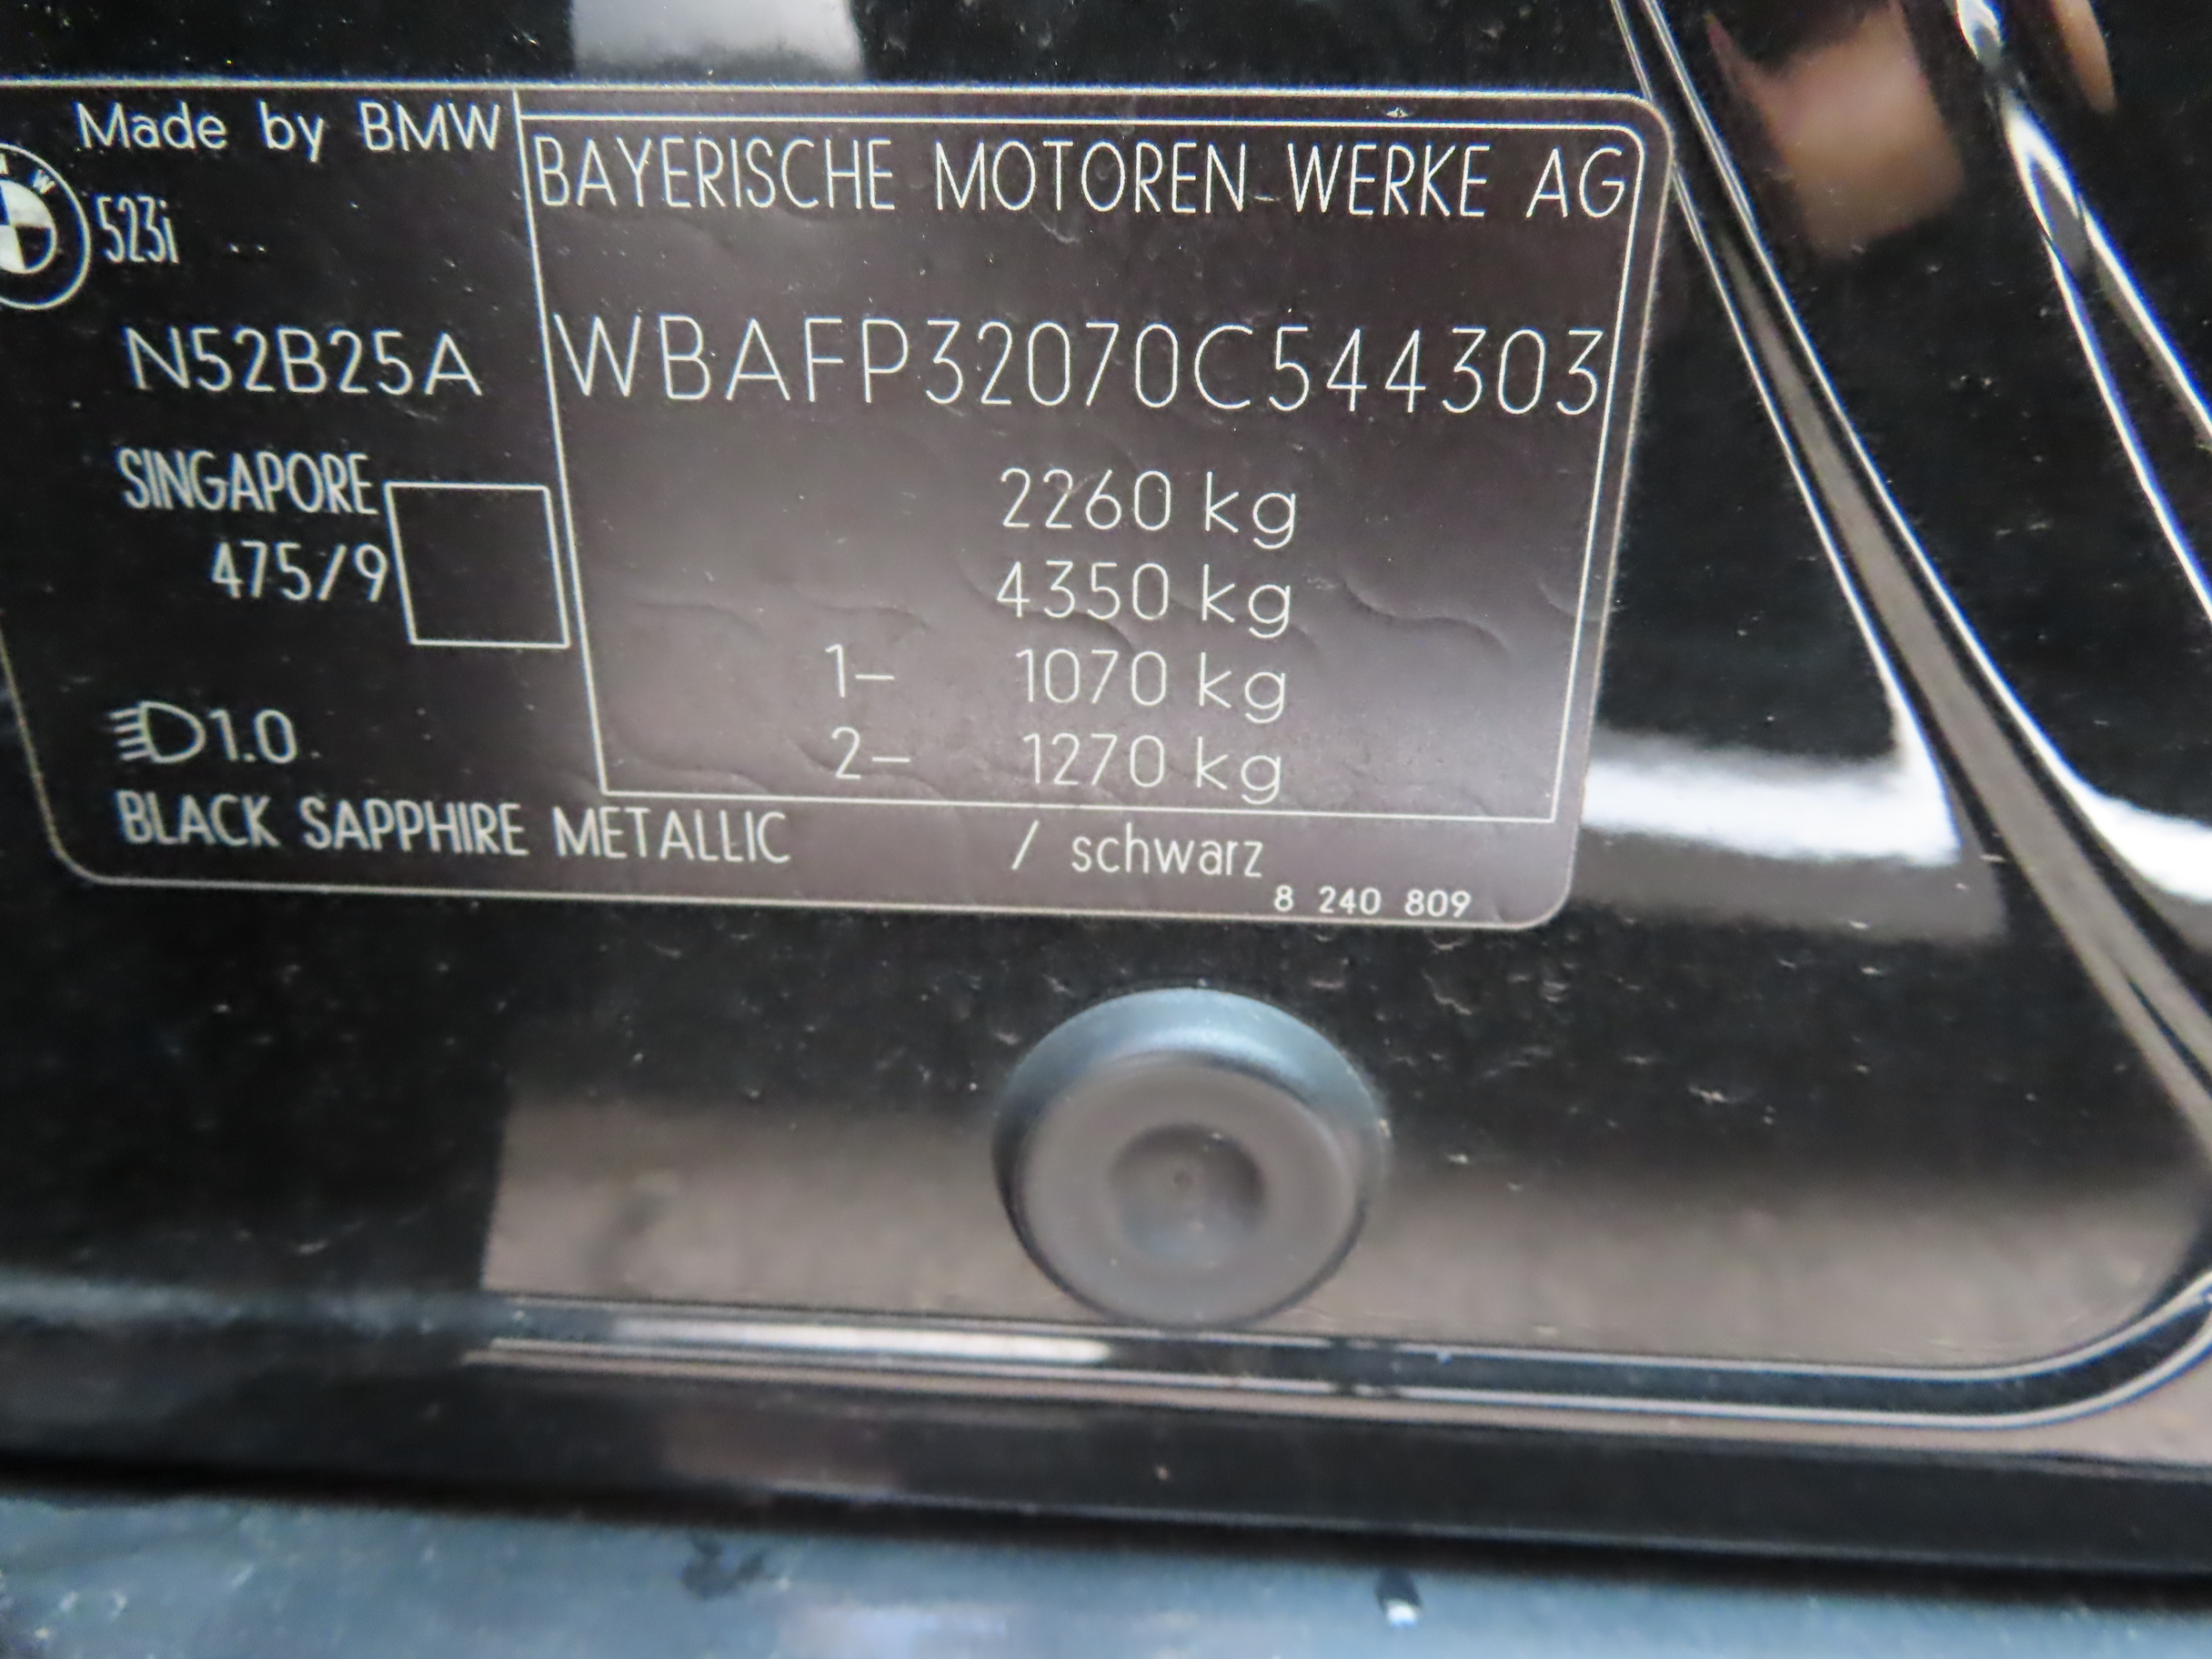 Made by BMW
BAYERISCHE MOTOREN WERKE AG
W
523i
N52B25A
WBAFP32070C544303
SINGAPORE
475/9
2260 kg
4350 kg
1- 1070 kg
2- 1270 kg
1.0
BLACK SAPPHIRE METALLIC / schwarz
8 240 809